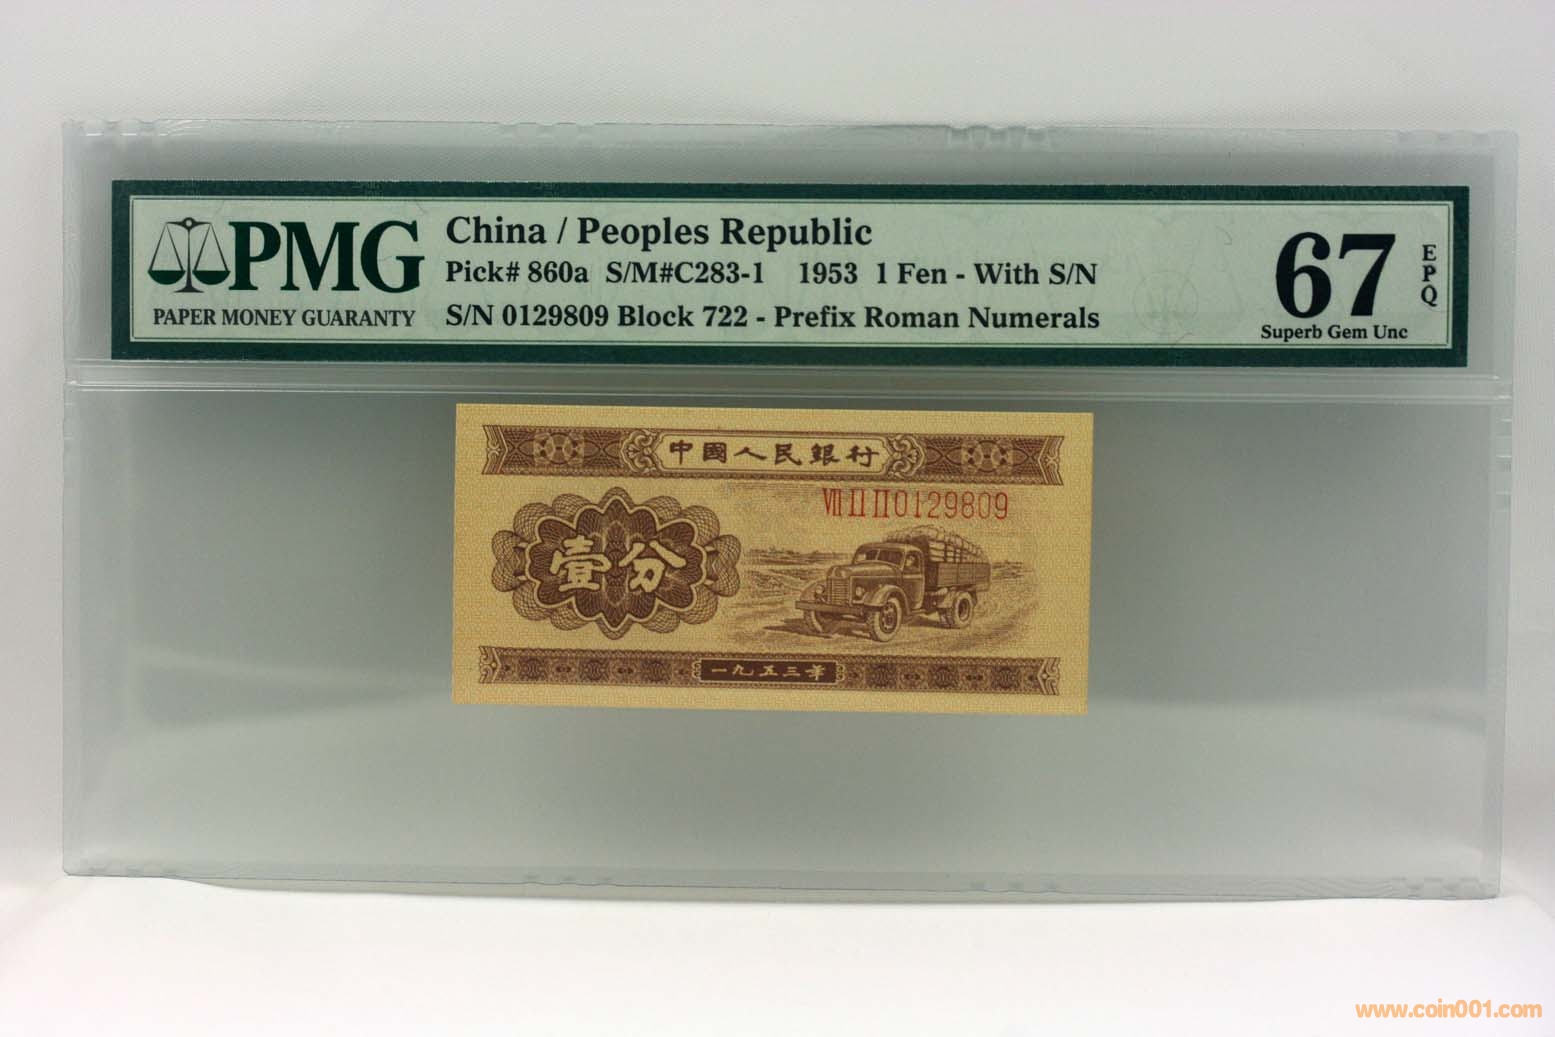 PMG
PAPER MONEY GUARANTY
China / Peoples Republic
Pick# 860a S/M#C283-1 1953 1 Fen - With S/N
S/N 0129809 Block 722 - Prefix Roman Numerals
67
EPQ
Superb Gem Unc
中國人民銀行
VII II II 0129809
壹分
一九五三年
www.coin001.com